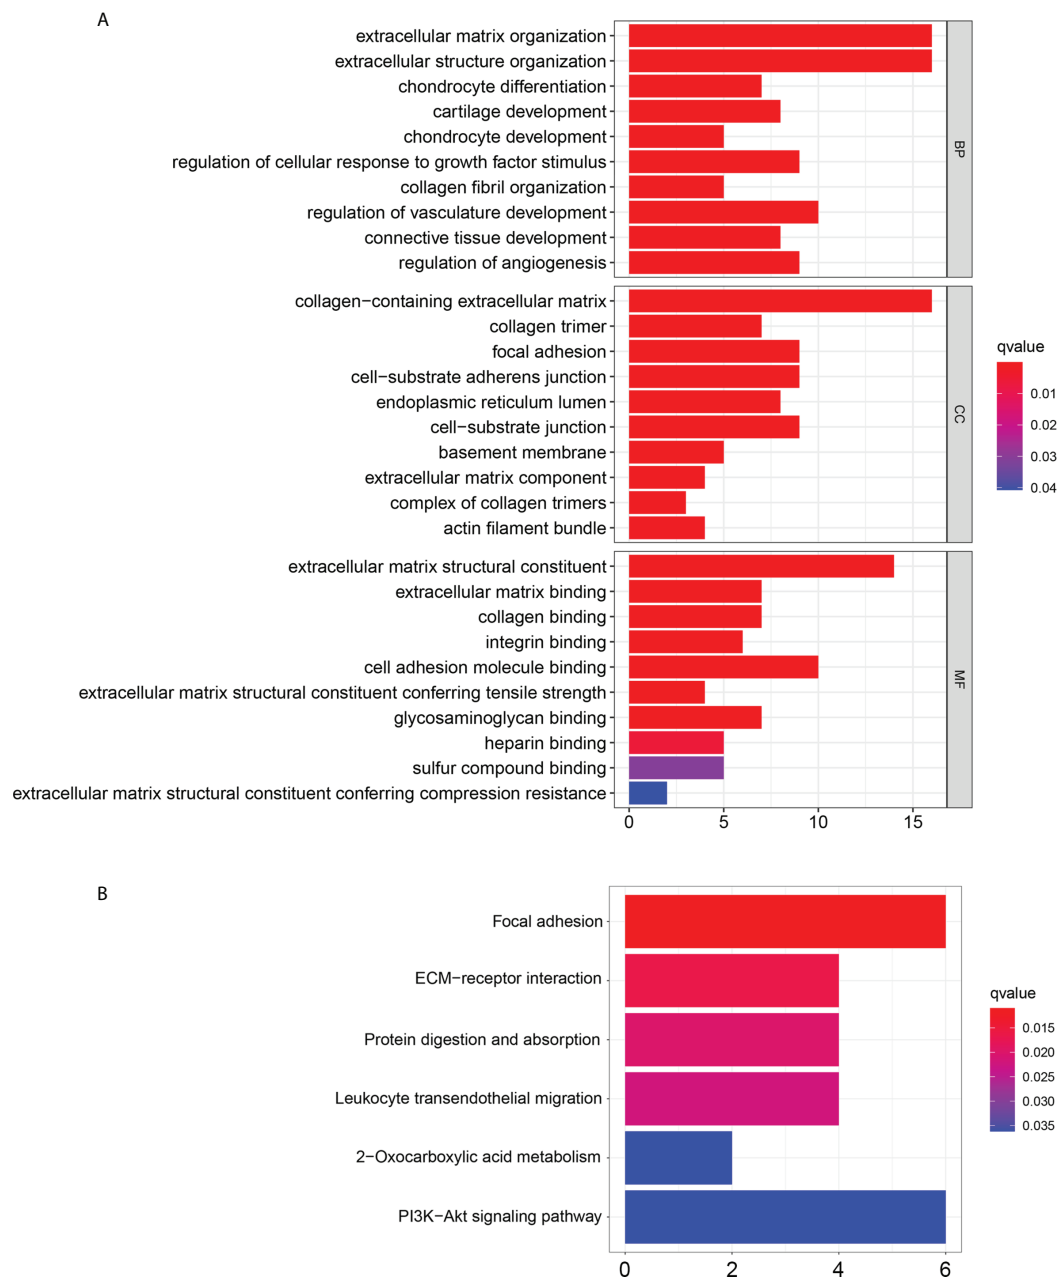 A
extracellular matrix organization
extracellular structure organization
chondrocyte differentiation
cartilage development
chondrocyte development
regulation of cellular response to growth factor stimulus
collagen fibril organization
regulation of vasculature development
connective tissue development
regulation of angiogenesis
BP
collagen−containing extracellular matrix
collagen trimer
focal adhesion
cell−substrate adherens junction
endoplasmic reticulum lumen
cell−substrate junction
basement membrane
extracellular matrix component
complex of collagen trimers
actin filament bundle
CC
extracellular matrix structural constituent
extracellular matrix binding
collagen binding
integrin binding
cell adhesion molecule binding
extracellular matrix structural constituent conferring tensile strength
glycosaminoglycan binding
heparin binding
sulfur compound binding
extracellular matrix structural constituent conferring compression resistance
MF
0 5 10 15
qvalue
0.01
0.02
0.03
0.04
B
Focal adhesion
ECM−receptor interaction
Protein digestion and absorption
Leukocyte transendothelial migration
2−Oxocarboxylic acid metabolism
PI3K−Akt signaling pathway
0 2 4 6
qvalue
0.015
0.020
0.025
0.030
0.035